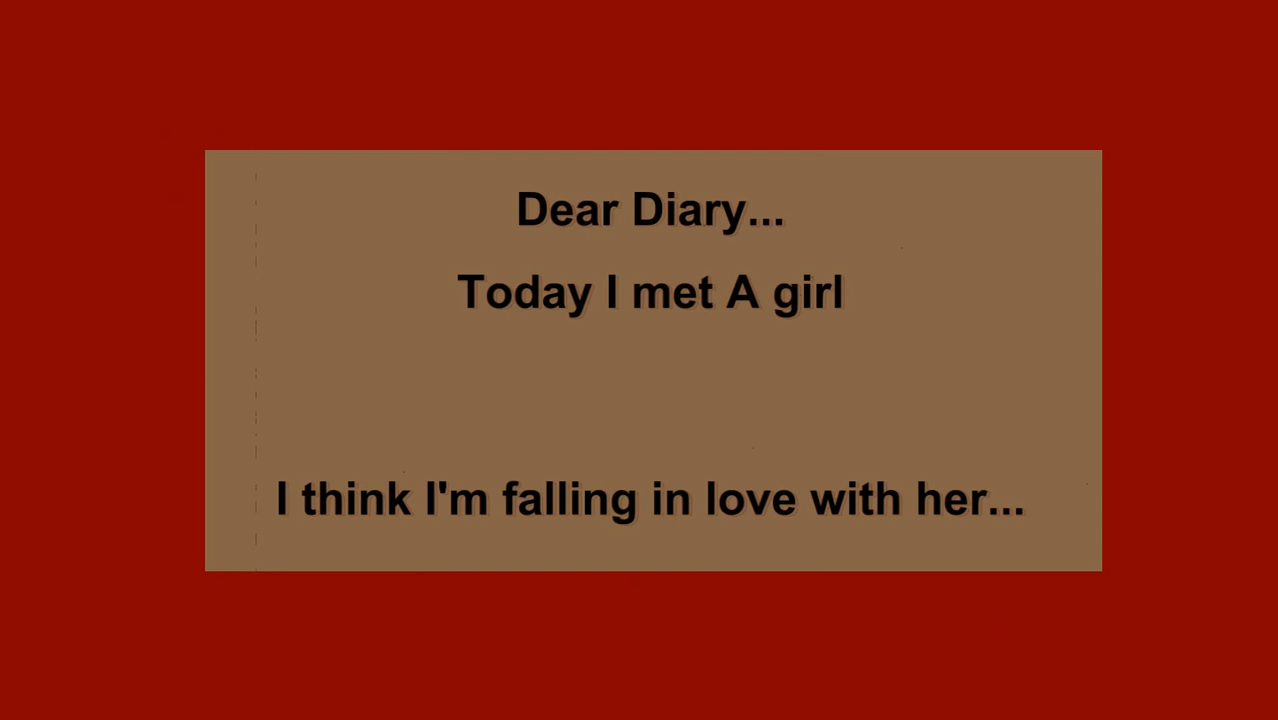 Dear Diary...
Today I met A girl
I think I'm falling in love with her...